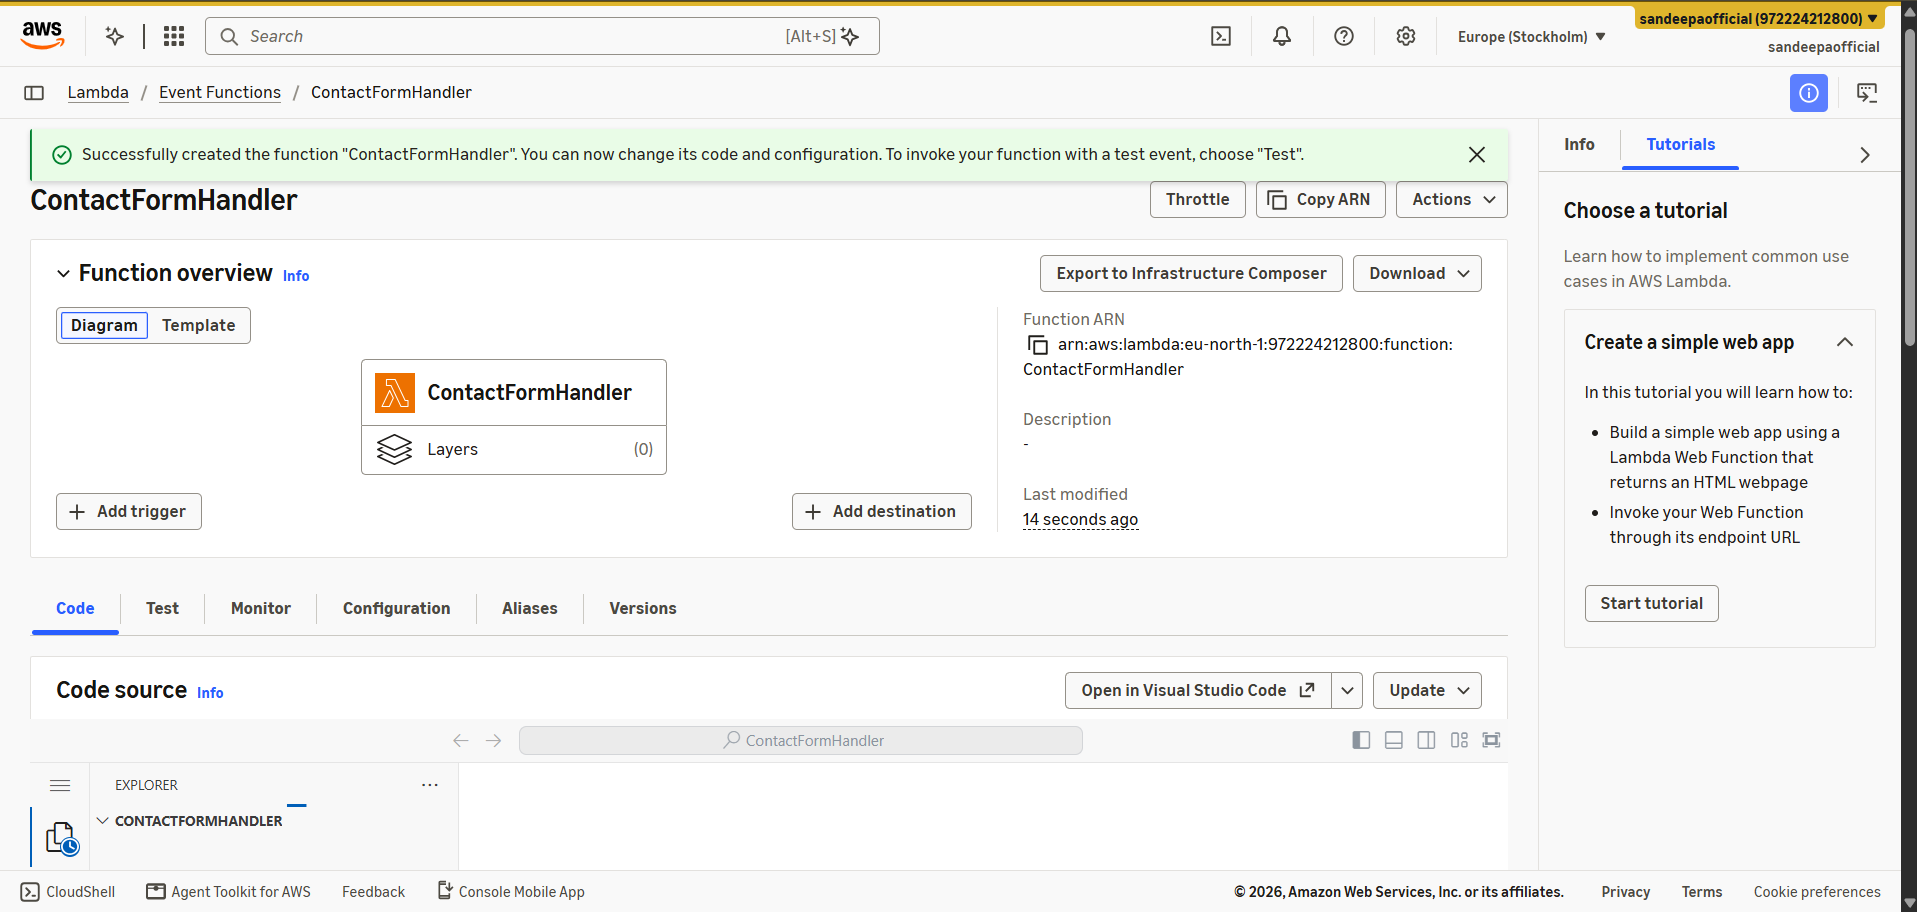 aws
Search
[Alt+S]
Europe (Stockholm)
sandeepaofficial (972224212800)
sandeepaofficial
Lambda / Event Functions / ContactFormHandler
Successfully created the function "ContactFormHandler". You can now change its code and configuration. To invoke your function with a test event, choose "Test".
ContactFormHandler
Throttle
Copy ARN
Actions
Function overview Info
Export to Infrastructure Composer
Download
Diagram
Template
ContactFormHandler
Layers
(0)
Add trigger
Add destination
Function ARN
arn:aws:lambda:eu-north-1:972224212800:function:
ContactFormHandler
Description
-
Last modified
14 seconds ago
Code
Test
Monitor
Configuration
Aliases
Versions
Code source Info
Open in Visual Studio Code
Update
ContactFormHandler
EXPLORER
CONTACTFORMHANDLER
Info
Tutorials
Choose a tutorial
Learn how to implement common use
cases in AWS Lambda.
Create a simple web app
In this tutorial you will learn how to:
• Build a simple web app using a
Lambda Web Function that
returns an HTML webpage
• Invoke your Web Function
through its endpoint URL
Start tutorial
CloudShell
Agent Toolkit for AWS
Feedback
Console Mobile App
© 2026, Amazon Web Services, Inc. or its affiliates.
Privacy
Terms
Cookie preferences